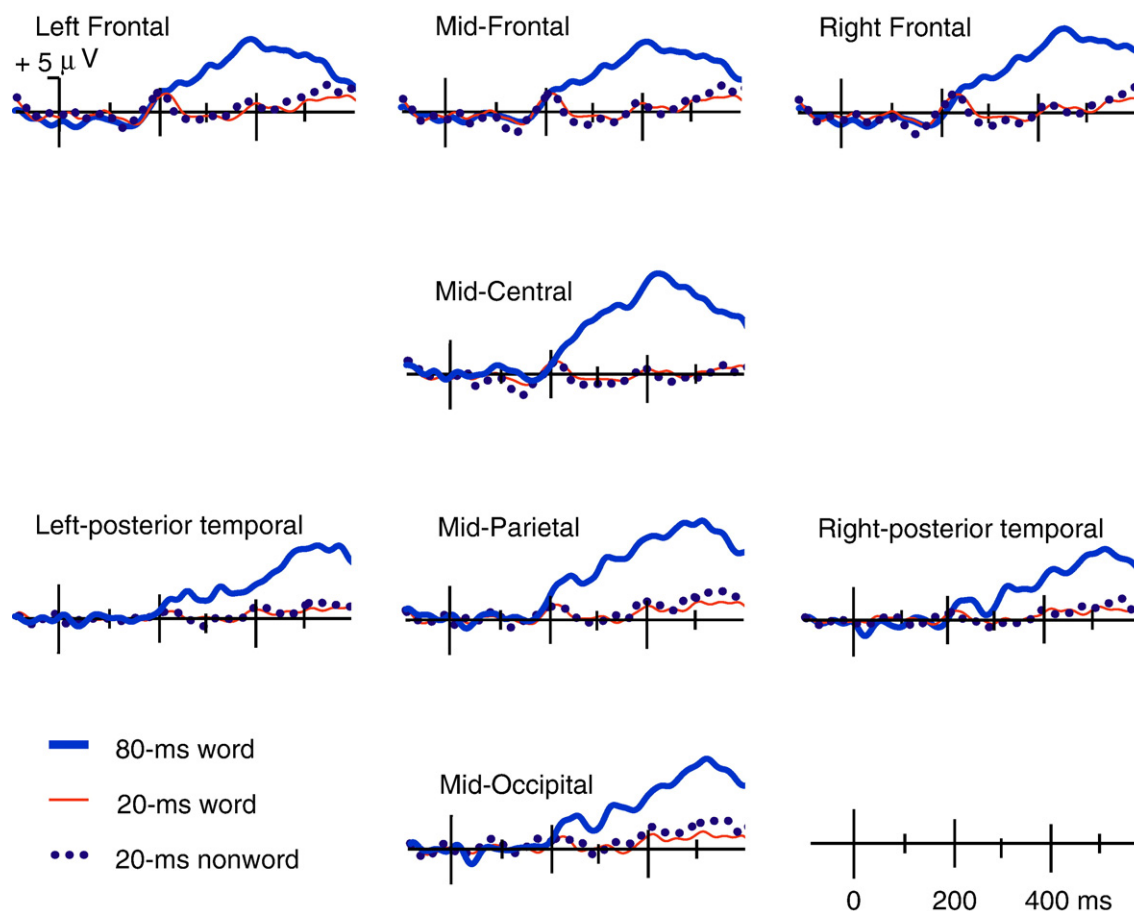 Left Frontal
Mid-Frontal
Right Frontal
+ 5 μ V
Mid-Central
Left-posterior temporal
Mid-Parietal
Right-posterior temporal
80-ms word
20-ms word
20-ms nonword
Mid-Occipital
0 200 400 ms